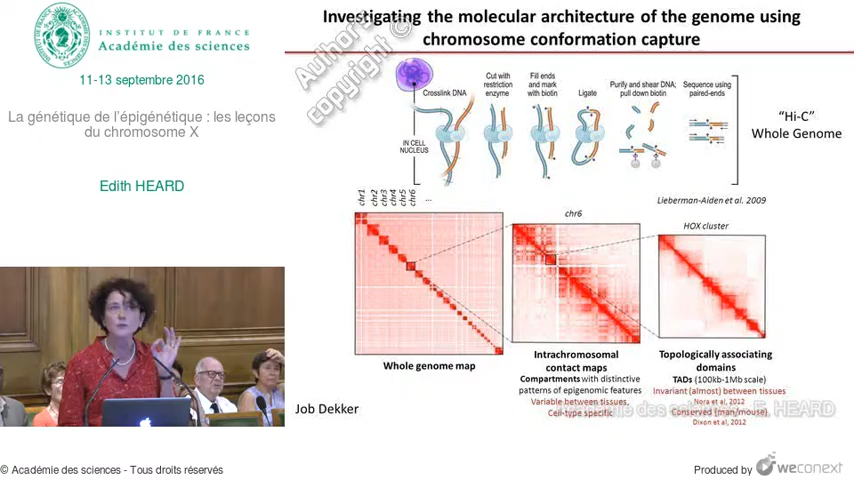 INSTITUT DE FRANCE
Académie des sciences
11-13 septembre 2016
La génétique de l'épigénétique : les leçons
du chromosome X
Edith HEARD
Investigating the molecular architecture of the genome using
chromosome conformation capture
Author's
copyright ©
Crosslink DNA
Cut with
restriction
enzyme
Fill ends
and mark
with biotin
Ligate
Purify and shear DNA;
pull down biotin
Sequence using
paired-ends
IN CELL
NUCLEUS
“Hi-C”
Whole Genome
Lieberman-Aiden et al. 2009
chr1
chr2
chr3
chr4
chr5
chr6
...
chr6
HOX cluster
Whole genome map
Intrachromosomal
contact maps
Compartments with distinctive
patterns of epigenomic features
Variable between tissues,
Cell-type specific
Topologically associating
domains
TADs (100kb-1Mb scale)
Invariant (almost) between tissues
Nora et al, 2012
Conserved (man/mouse)
Dixon et al, 2012
Job Dekker
Académie des sciences - E. HEARD
© Académie des sciences - Tous droits réservés
Produced by
weconext